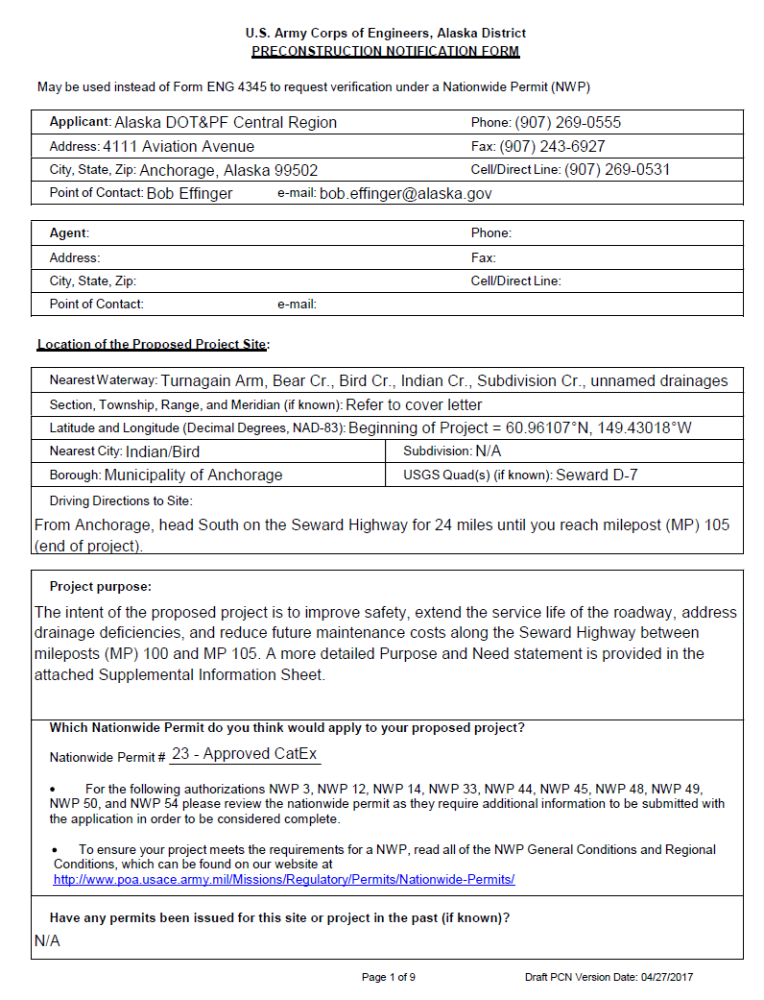 U.S. Army Corps of Engineers, Alaska District
PRECONSTRUCTION NOTIFICATION FORM
May be used instead of Form ENG 4345 to request verification under a Nationwide Permit (NWP)
Applicant: Alaska DOT&PF Central Region Phone: (907) 269-0555
Address: 4111 Aviation Avenue Fax: (907) 243-6927
City, State, Zip: Anchorage, Alaska 99502 Cell/Direct Line: (907) 269-0531
Point of Contact: Bob Effinger e-mail: bob.effinger@alaska.gov
Agent: Phone:
Address: Fax:
City, State, Zip: Cell/Direct Line:
Point of Contact: e-mail:
Location of the Proposed Project Site:
Nearest Waterway: Turnagain Arm, Bear Cr., Bird Cr., Indian Cr., Subdivision Cr., unnamed drainages
Section, Township, Range, and Meridian (if known): Refer to cover letter
Latitude and Longitude (Decimal Degrees, NAD-83): Beginning of Project = 60.96107°N, 149.43018°W
Nearest City: Indian/Bird Subdivision: N/A
Borough: Municipality of Anchorage USGS Quad(s) (if known): Seward D-7
Driving Directions to Site:
From Anchorage, head South on the Seward Highway for 24 miles until you reach milepost (MP) 105
(end of project).
Project purpose:
The intent of the proposed project is to improve safety, extend the service life of the roadway, address
drainage deficiencies, and reduce future maintenance costs along the Seward Highway between
mileposts (MP) 100 and MP 105. A more detailed Purpose and Need statement is provided in the
attached Supplemental Information Sheet.
Which Nationwide Permit do you think would apply to your proposed project?
Nationwide Permit # 23 - Approved CatEx
• For the following authorizations NWP 3, NWP 12, NWP 14, NWP 33, NWP 44, NWP 45, NWP 48, NWP 49,
NWP 50, and NWP 54 please review the nationwide permit as they require additional information to be submitted with
the application in order to be considered complete.
• To ensure your project meets the requirements for a NWP, read all of the NWP General Conditions and Regional
Conditions, which can be found on our website at
http://www.poa.usace.army.mil/Missions/Regulatory/Permits/Nationwide-Permits/
Have any permits been issued for this site or project in the past (if known)?
N/A
Page 1 of 9 Draft PCN Version Date: 04/27/2017